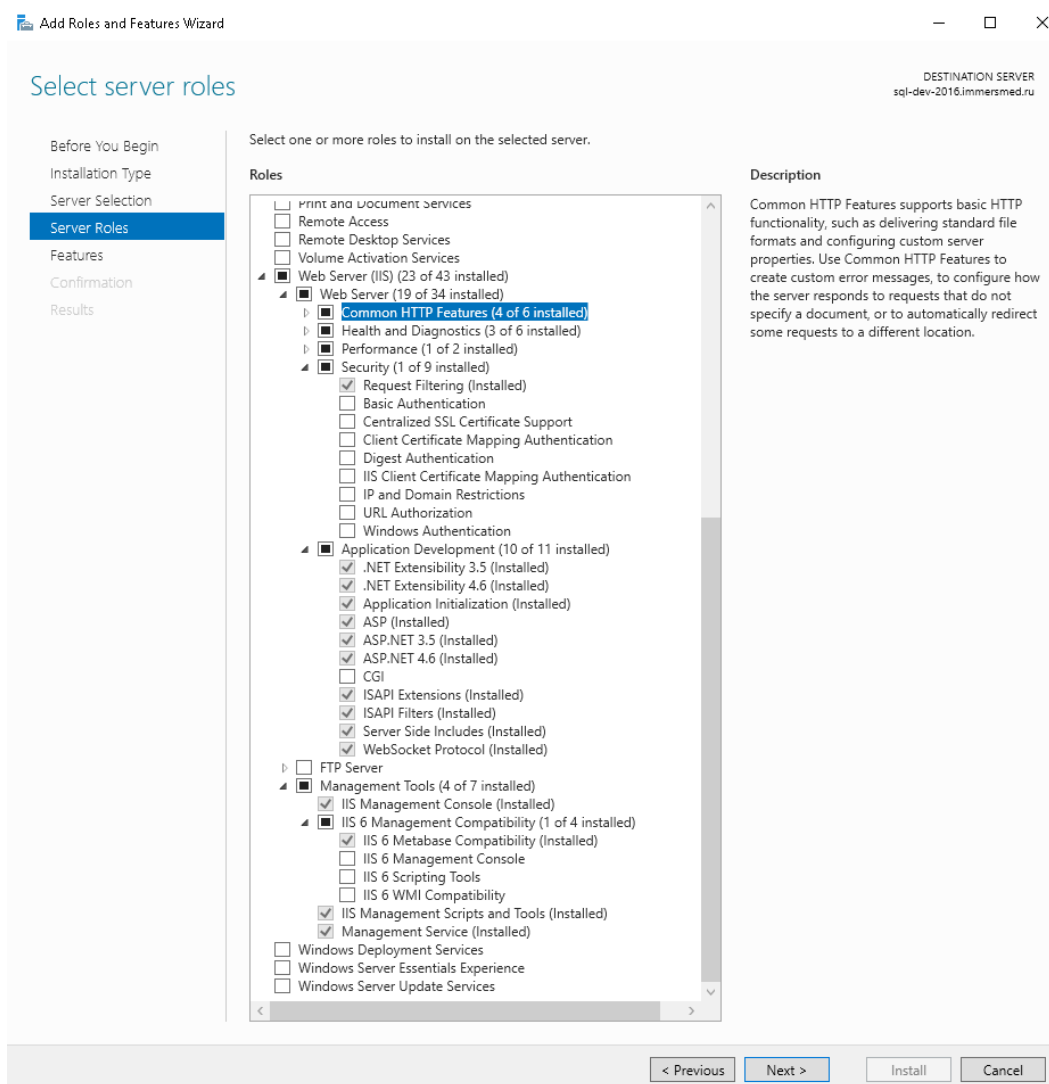 Add Roles and Features Wizard
Select server roles
DESTINATION SERVER
sql-dev-2016.immersmed.ru
Before You Begin
Installation Type
Server Selection
Server Roles
Features
Confirmation
Results
Select one or more roles to install on the selected server.
Roles
Print and Document Services
Remote Access
Remote Desktop Services
Volume Activation Services
Web Server (IIS) (23 of 43 installed)
Web Server (19 of 34 installed)
Common HTTP Features (4 of 6 installed)
Health and Diagnostics (3 of 6 installed)
Performance (1 of 2 installed)
Security (1 of 9 installed)
Request Filtering (Installed)
Basic Authentication
Centralized SSL Certificate Support
Client Certificate Mapping Authentication
Digest Authentication
IIS Client Certificate Mapping Authentication
IP and Domain Restrictions
URL Authorization
Windows Authentication
Application Development (10 of 11 installed)
.NET Extensibility 3.5 (Installed)
.NET Extensibility 4.6 (Installed)
Application Initialization (Installed)
ASP (Installed)
ASP.NET 3.5 (Installed)
ASP.NET 4.6 (Installed)
CGI
ISAPI Extensions (Installed)
ISAPI Filters (Installed)
Server Side Includes (Installed)
WebSocket Protocol (Installed)
FTP Server
Management Tools (4 of 7 installed)
IIS Management Console (Installed)
IIS 6 Management Compatibility (1 of 4 installed)
IIS 6 Metabase Compatibility (Installed)
IIS 6 Management Console
IIS 6 Scripting Tools
IIS 6 WMI Compatibility
IIS Management Scripts and Tools (Installed)
Management Service (Installed)
Windows Deployment Services
Windows Server Essentials Experience
Windows Server Update Services
Description
Common HTTP Features supports basic HTTP
functionality, such as delivering standard file
formats and configuring custom server
properties. Use Common HTTP Features to
create custom error messages, to configure how
the server responds to requests that do not
specify a document, or to automatically redirect
some requests to a different location.
< Previous
Next >
Install
Cancel